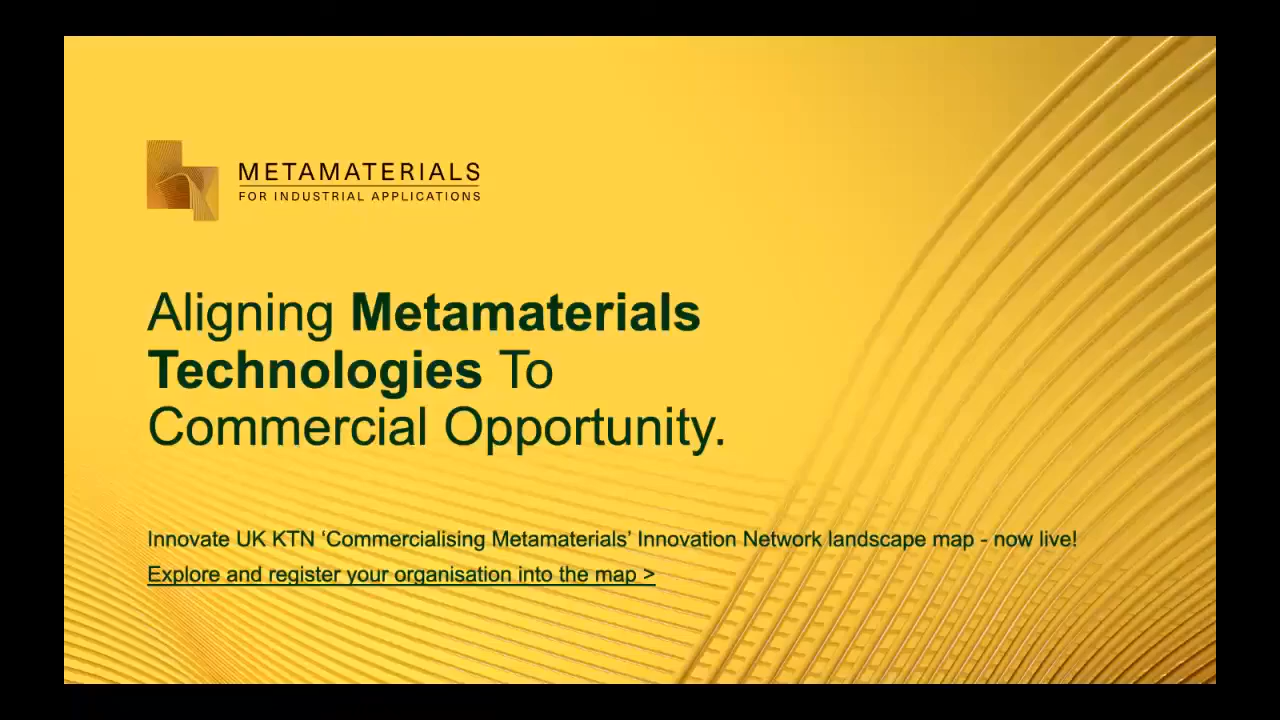 METAMATERIALS
FOR INDUSTRIAL APPLICATIONS
Aligning Metamaterials
Technologies To
Commercial Opportunity.
Innovate UK KTN ‘Commercialising Metamaterials’ Innovation Network landscape map - now live!
Explore and register your organisation into the map >